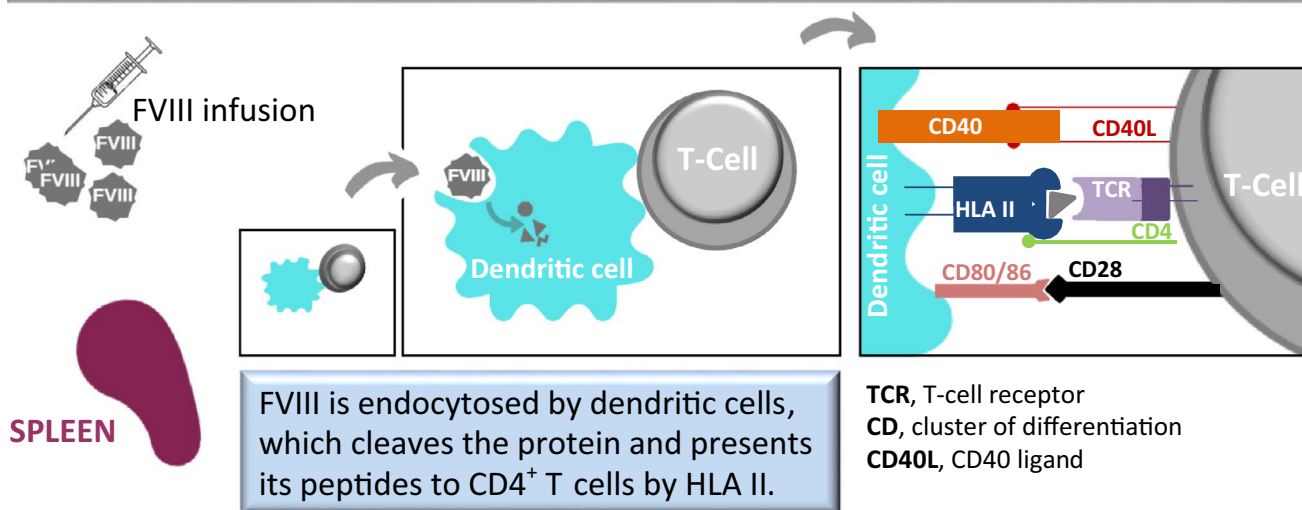 FVIII infusion
FVIII
FVIII
FVIII
SPLEEN
FVIII
T-Cell
Dendritic cell
FVIII is endocytosed by dendritic cells,
which cleaves the protein and presents
its peptides to CD4⁺ T cells by HLA II.
Dendritic cell
CD40
CD40L
HLA II
TCR
CD4
CD80/86
CD28
T-Cell
TCR, T-cell receptor
CD, cluster of differentiation
CD40L, CD40 ligand